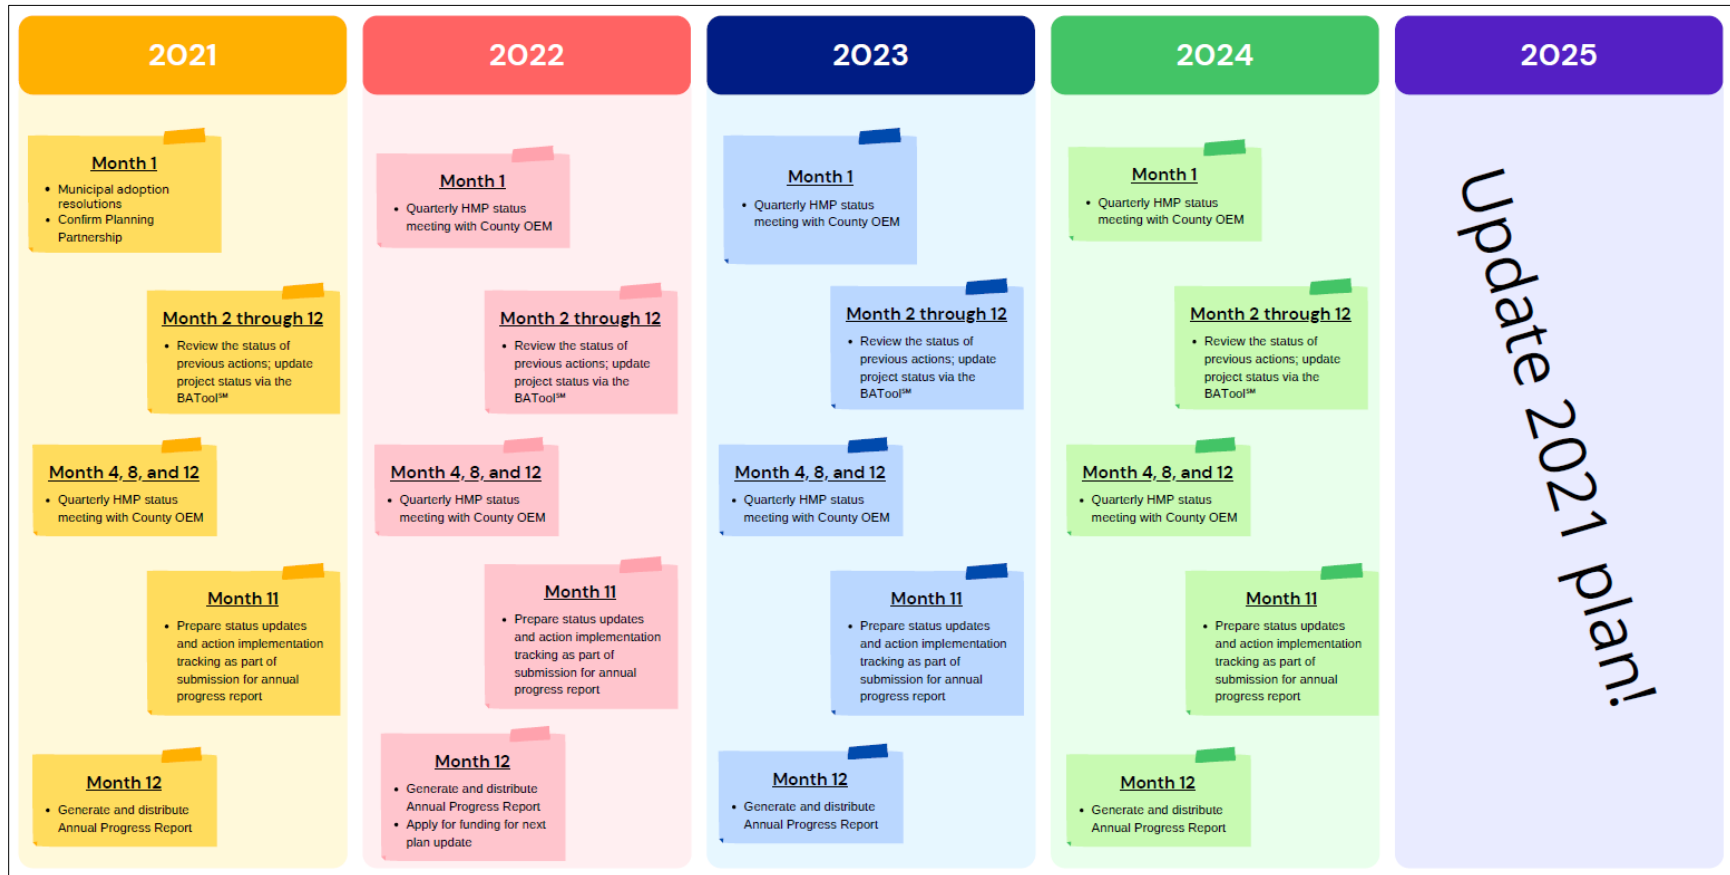 2021
Month 1
• Municipal adoption
resolutions
• Confirm Planning
Partnership
Month 2 through 12
• Review the status of
previous actions; update
project status via the
BATool℠
Month 4, 8, and 12
• Quarterly HMP status
meeting with County OEM
Month 11
• Prepare status updates
and action implementation
tracking as part of
submission for annual
progress report
Month 12
• Generate and distribute
Annual Progress Report
2022
Month 1
• Quarterly HMP status
meeting with County OEM
Month 2 through 12
• Review the status of
previous actions; update
project status via the
BATool℠
Month 4, 8, and 12
• Quarterly HMP status
meeting with County OEM
Month 11
• Prepare status updates
and action implementation
tracking as part of
submission for annual
progress report
Month 12
• Generate and distribute
Annual Progress Report
• Apply for funding for next
plan update
2023
Month 1
• Quarterly HMP status
meeting with County OEM
Month 2 through 12
• Review the status of
previous actions; update
project status via the
BATool℠
Month 4, 8, and 12
• Quarterly HMP status
meeting with County OEM
Month 11
• Prepare status updates
and action implementation
tracking as part of
submission for annual
progress report
Month 12
• Generate and distribute
Annual Progress Report
2024
Month 1
• Quarterly HMP status
meeting with County OEM
Month 2 through 12
• Review the status of
previous actions; update
project status via the
BATool℠
Month 4, 8, and 12
• Quarterly HMP status
meeting with County OEM
Month 11
• Prepare status updates
and action implementation
tracking as part of
submission for annual
progress report
Month 12
• Generate and distribute
Annual Progress Report
2025
Update 2021 plan!